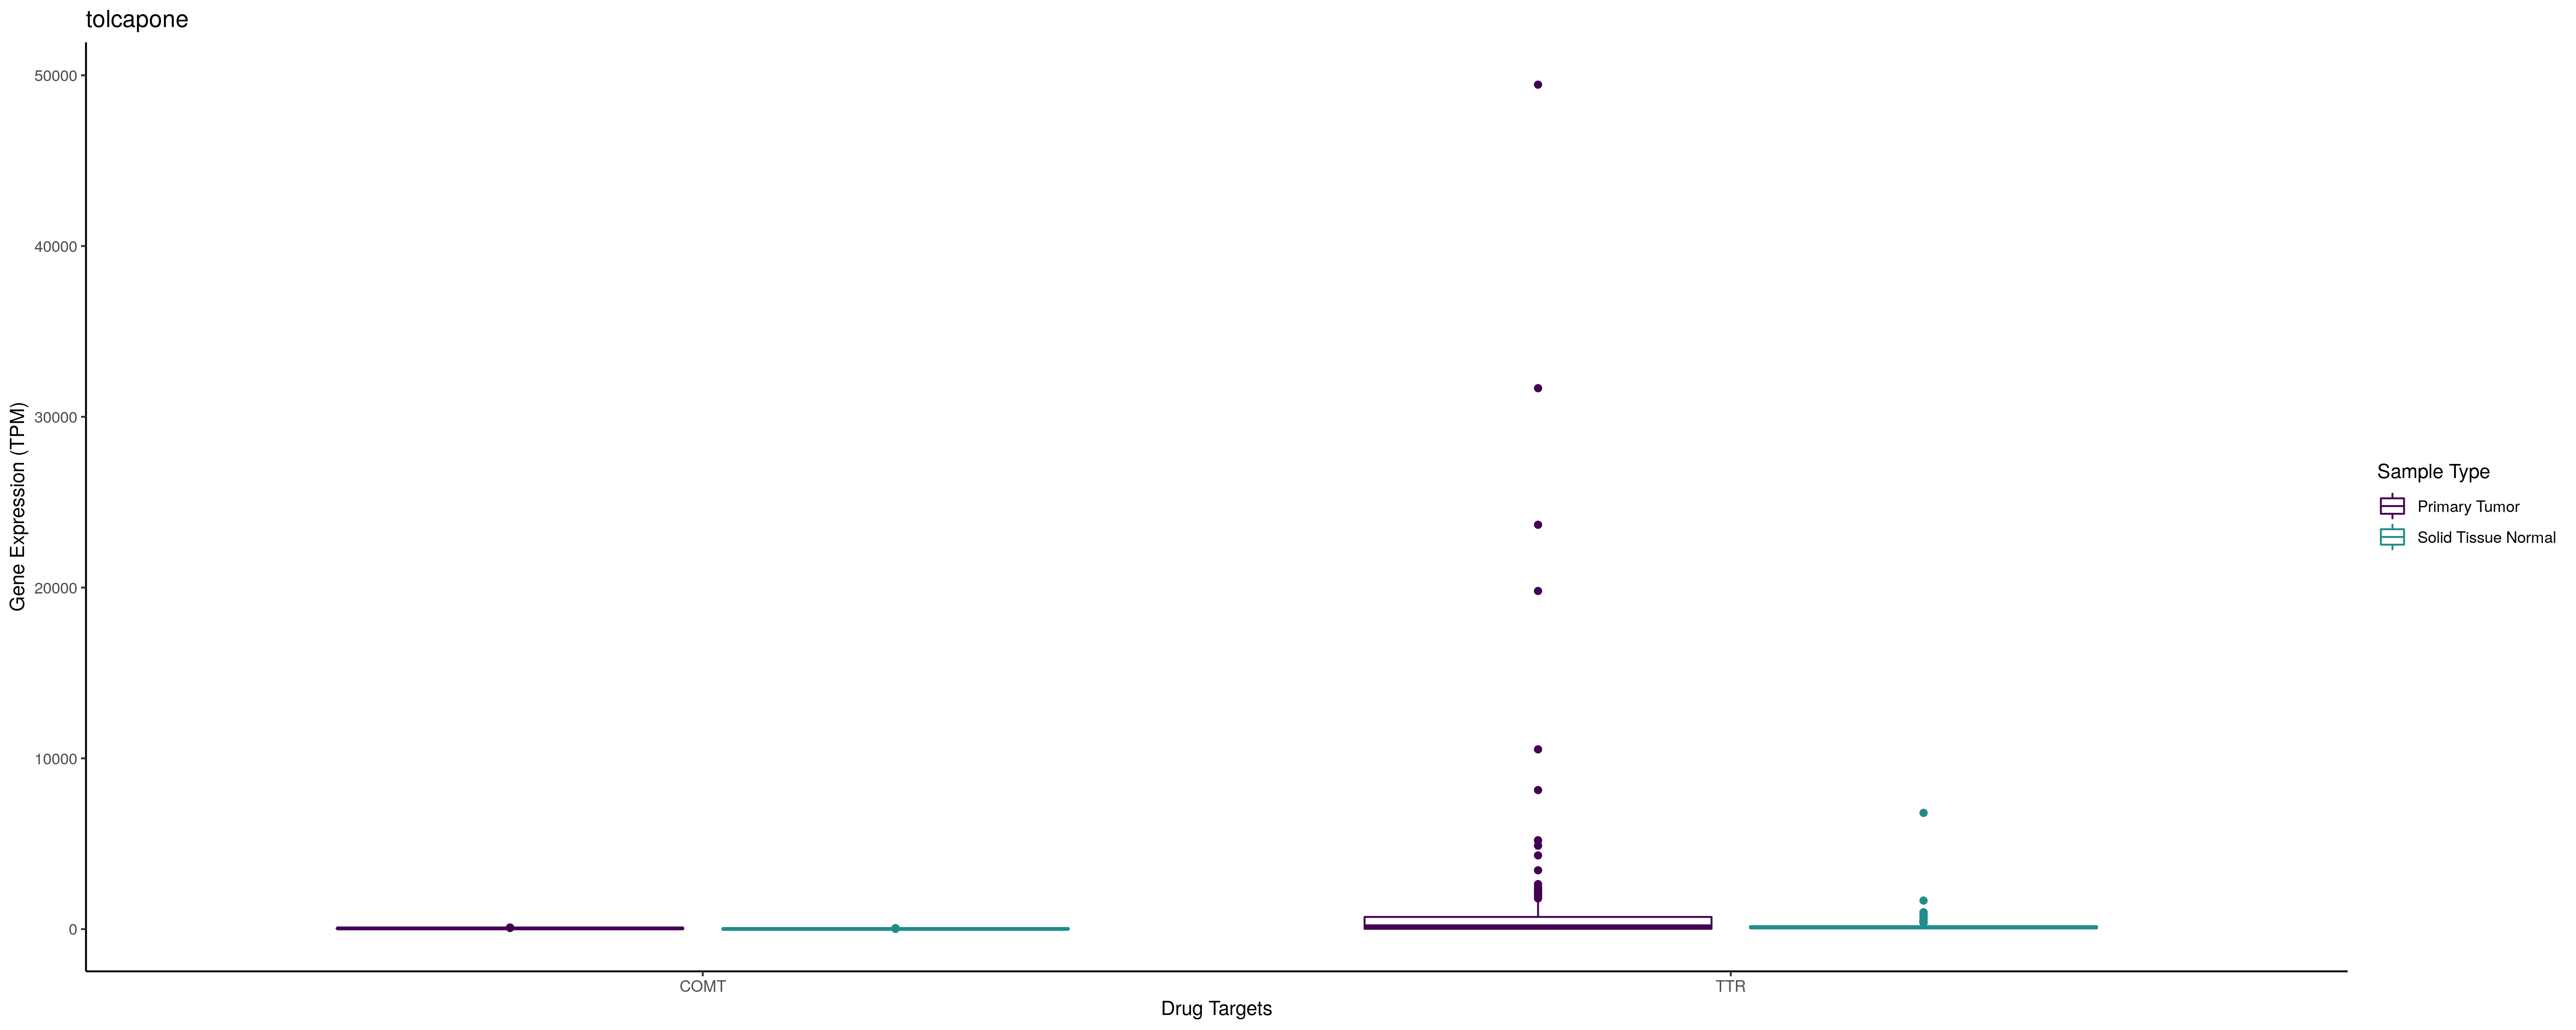 tolcapone
50000
40000
30000
20000
10000
0
Gene Expression (TPM)
COMT
TTR
Drug Targets
Sample Type
Primary Tumor
Solid Tissue Normal